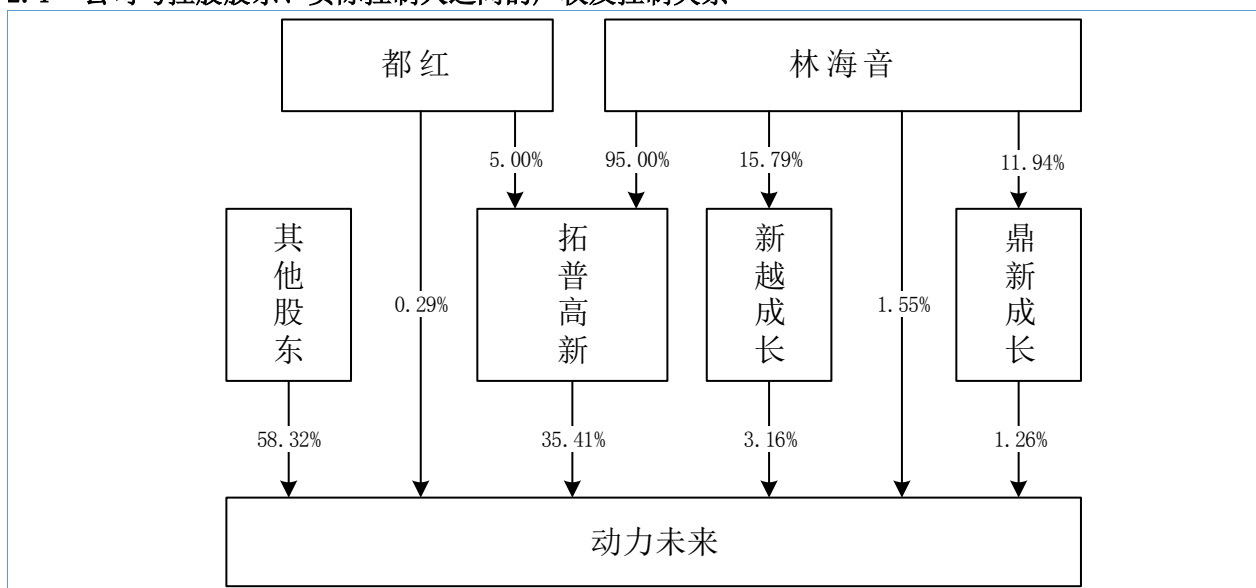 都红
林海音
5.00%
95.00%
15.79%
11.94%
其他股东
拓普高新
新越成长
鼎新成长
0.29%
1.55%
58.32%
35.41%
3.16%
1.26%
动力未来